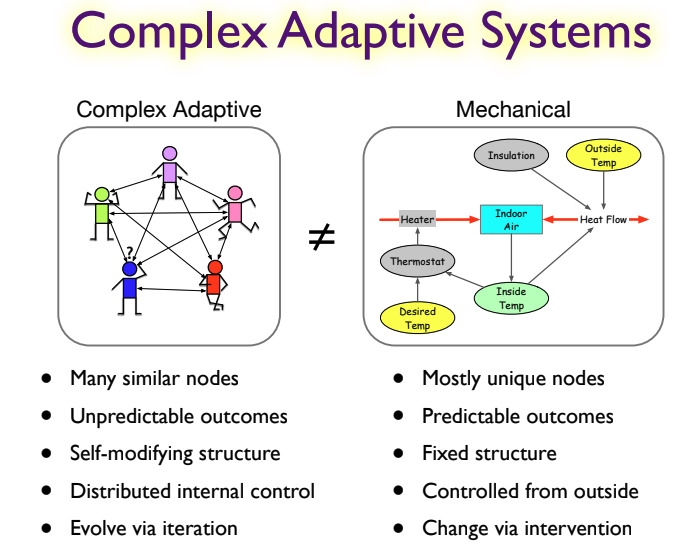 Complex Adaptive Systems
Complex Adaptive
?
≠
Mechanical
Insulation
Outside
Temp
Heater
Indoor
Air
Heat Flow
Thermostat
Inside
Temp
Desired
Temp
• Many similar nodes
• Unpredictable outcomes
• Self-modifying structure
• Distributed internal control
• Evolve via iteration
• Mostly unique nodes
• Predictable outcomes
• Fixed structure
• Controlled from outside
• Change via intervention